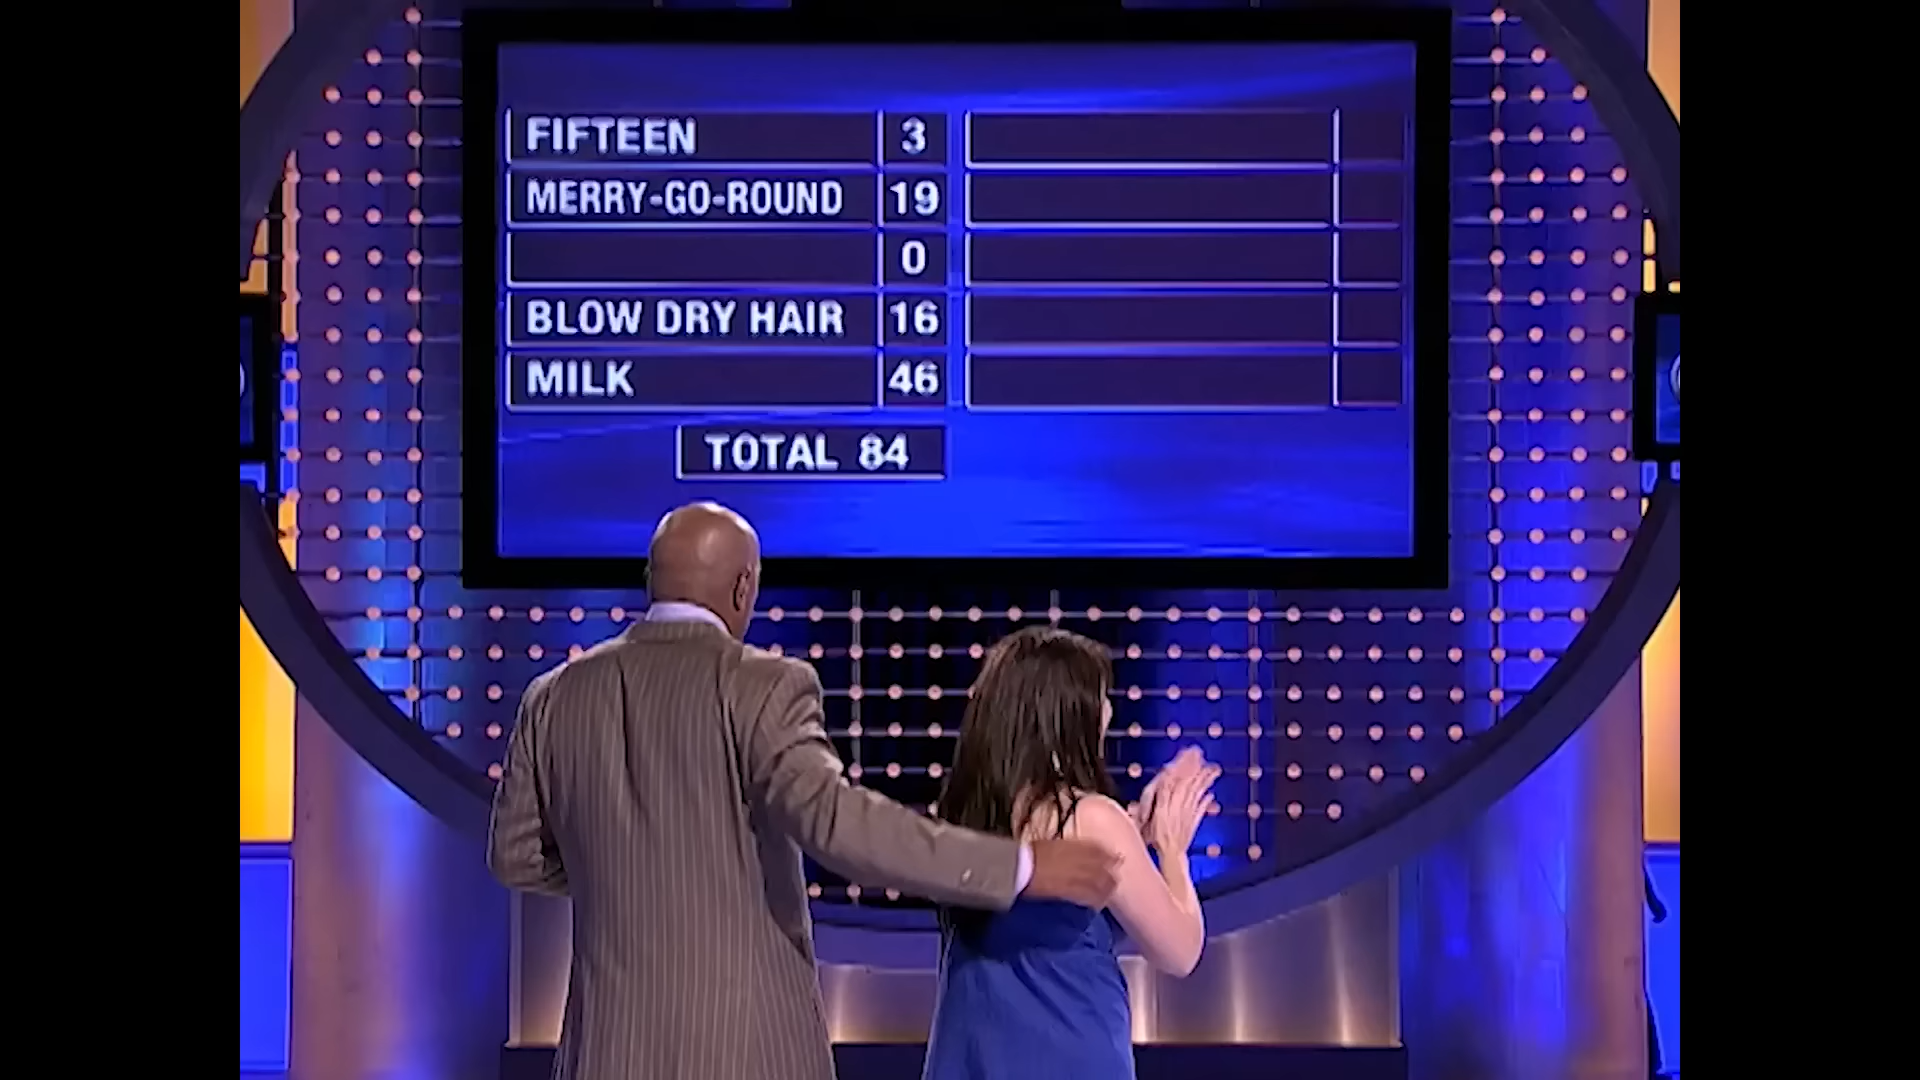 FIFTEEN 3
MERRY-GO-ROUND 19
0
BLOW DRY HAIR 16
MILK 46
TOTAL 84